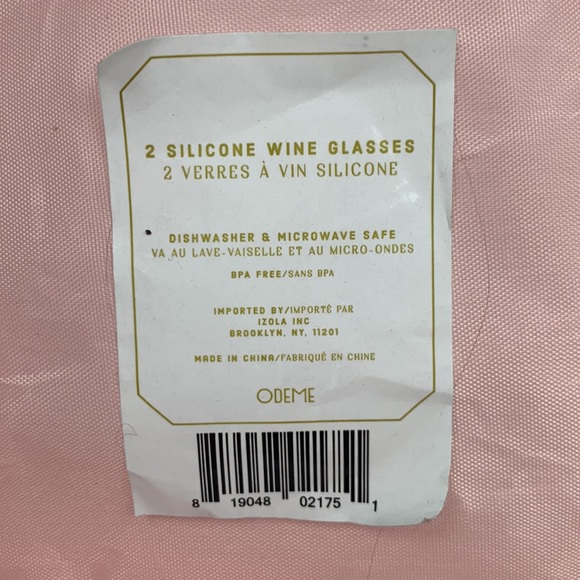 2 SILICONE WINE GLASSES
2 VERRES À VIN SILICONE
DISHWASHER & MICROWAVE SAFE
VA AU LAVE-VAISELLE ET AU MICRO-ONDES
BPA FREE/SANS BPA
IMPORTED BY/IMPORTÉ PAR
IZOLA INC
BROOKLYN, NY, 11201
MADE IN CHINA/FABRIQUÉ EN CHINE
ODEME
8 19048 02175 1